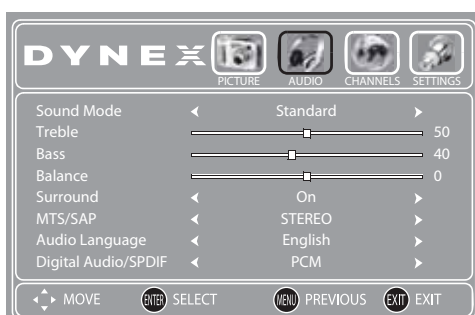 DYNEX
PICTURE AUDIO CHANNELS SETTINGS
Sound Mode Standard
Treble 50
Bass 40
Balance 0
Surround On
MTS/SAP STEREO
Audio Language English
Digital Audio/SPDIF PCM
MOVE ENTER SELECT MENU PREVIOUS EXIT EXIT